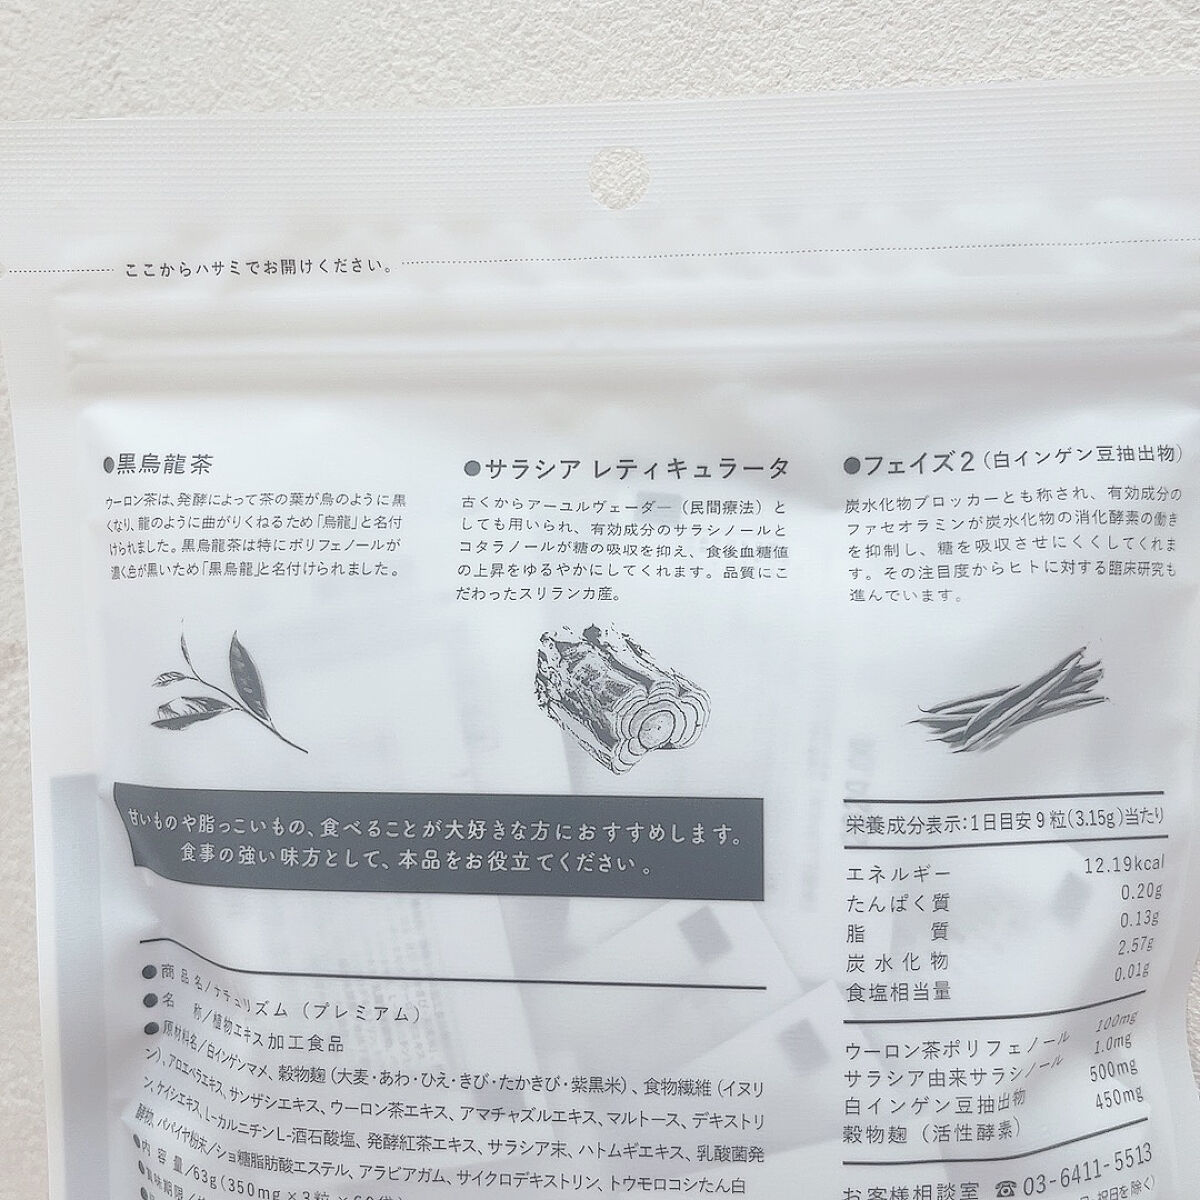 ここからハサミでお開けください。
●黒烏龍茶
ウーロン茶は、発酵によって茶の葉が烏のように黒
くなり、龍のように曲がりくねるため「烏龍」と名付
けられました。黒烏龍茶は特にポリフェノールが
濃く色が黒いため「黒烏龍」と名付けられました。
●サラシア レティキュラータ
古くからアーユルヴェーダー（民間療法）と
しても用いられ、有効成分のサラシノールと
コタラノールが糖の吸収を抑え、食後血糖値
の上昇をゆるやかにしてくれます。品質にこ
だわったスリランカ産。
●フェイズ2（白インゲン豆抽出物）
炭水化物ブロッカーとも称され、有効成分の
ファセオラミンが炭水化物の消化酵素の働き
を抑制し、糖を吸収させにくくしてくれま
す。その注目度からヒトに対する臨床研究も
進んでいます。
甘いものや脂っこいもの、食べることが大好きな方におすすめします。
食事の強い味方として、本品をお役立てください。
●商品名／ナチュリズム（プレミアム）
●名 称／植物エキス加工食品
●原材料名／白インゲンマメ、穀物麹（大麦・あわ・ひえ・きび・たかきび・紫黒米）、食物繊維（イヌリ
ン）、アロエベラエキス、サンザシエキス、ウーロン茶エキス、アマチャズルエキス、マルトース、デキストリ
ン、ケイシエキス、L-カルニチンL-酒石酸塩、発酵紅茶エキス、サラシア末、ハトムギエキス、乳酸菌発
酵物、パパイヤ粉末／ショ糖脂肪酸エステル、アラビアガム、サイクロデキストリン、トウモロコシたん白
●内 容 量／63g（350mg×3粒×60袋）
●賞味期限／
栄養成分表示：1日目安9粒（3.15g）当たり
エネルギー 12.19kcal
たんぱく質 0.20g
脂 質 0.13g
炭水化物 2.57g
食塩相当量 0.01g
ウーロン茶ポリフェノール 100mg
サラシア由来サラシノール 1.0mg
白インゲン豆抽出物 500mg
穀物麹（活性酵素） 450mg
お客様相談室 ☎03-6411-5513